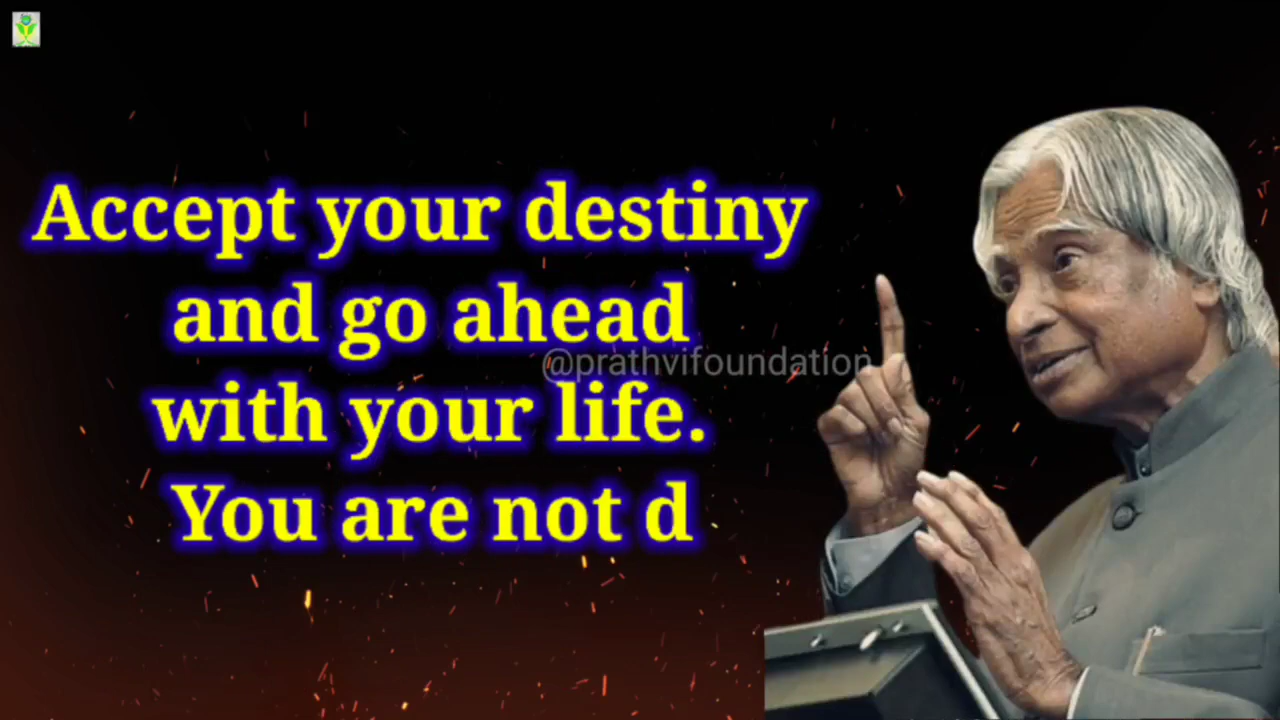 Accept your destiny
and go ahead
@prathvifoundation
with your life.
You are not d